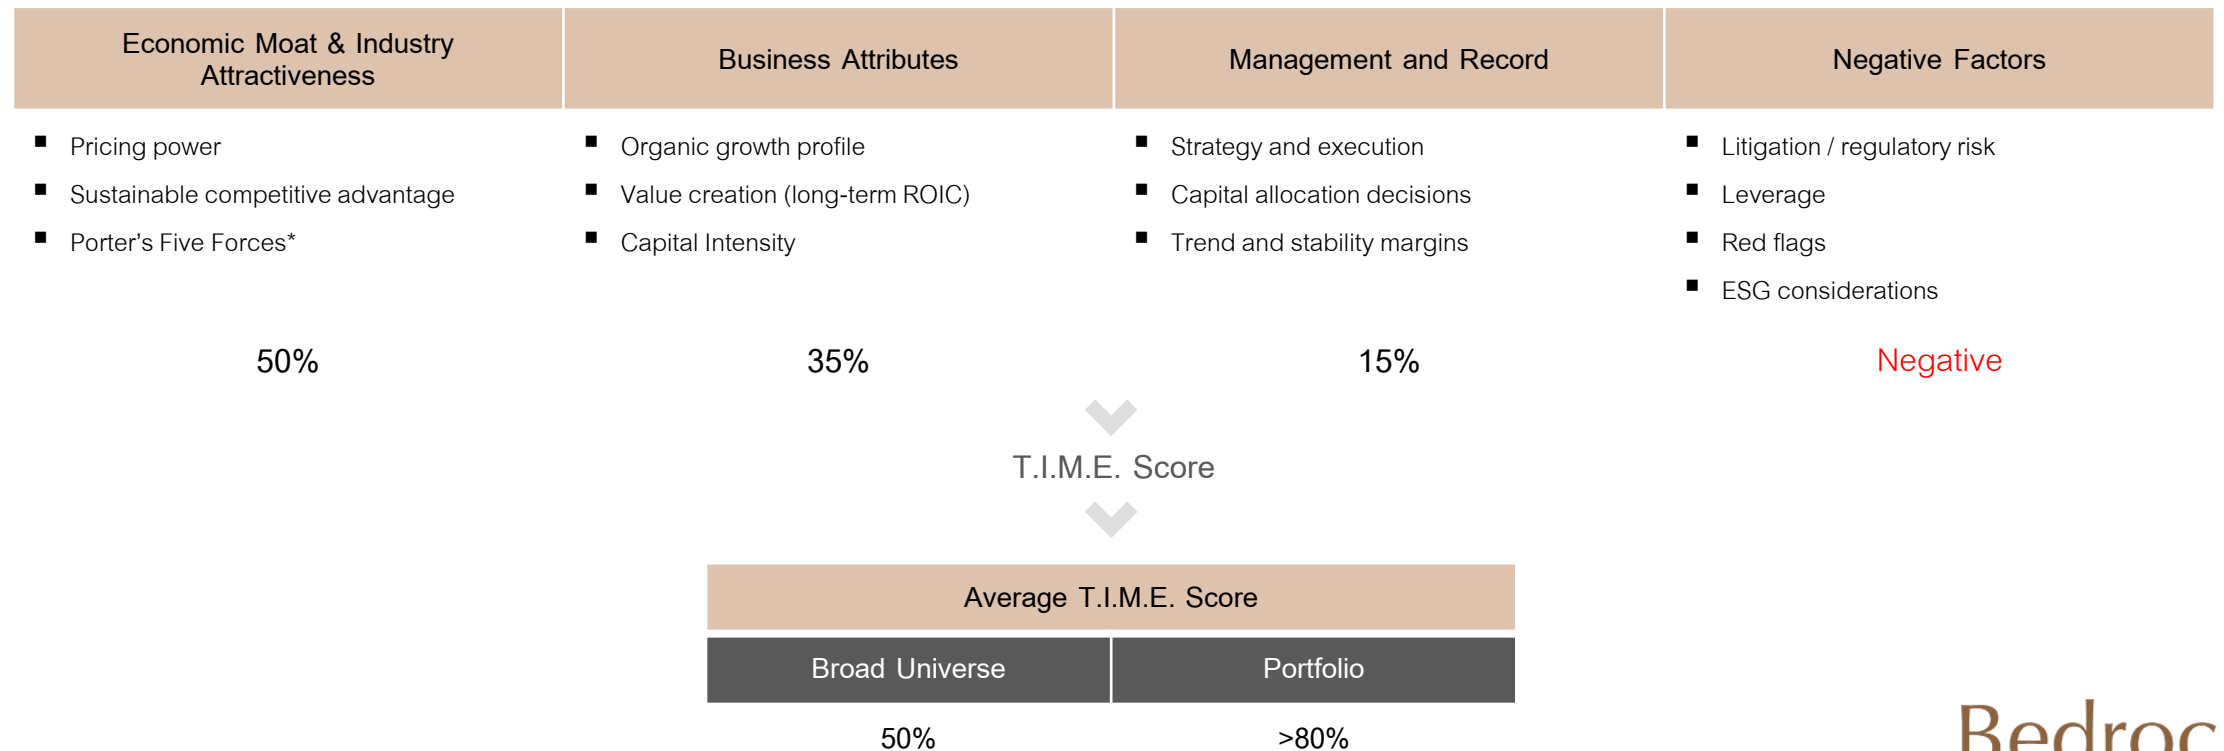 Economic Moat & Industry
Attractiveness
Business Attributes
Management and Record
Negative Factors
▪ Pricing power
▪ Sustainable competitive advantage
▪ Porter's Five Forces*
▪ Organic growth profile
▪ Value creation (long-term ROIC)
▪ Capital Intensity
▪ Strategy and execution
▪ Capital allocation decisions
▪ Trend and stability margins
▪ Litigation / regulatory risk
▪ Leverage
▪ Red flags
▪ ESG considerations
50%
35%
15%
Negative
T.I.M.E. Score
Average T.I.M.E. Score
Broad Universe
Portfolio
50%
>80%
Bedroc